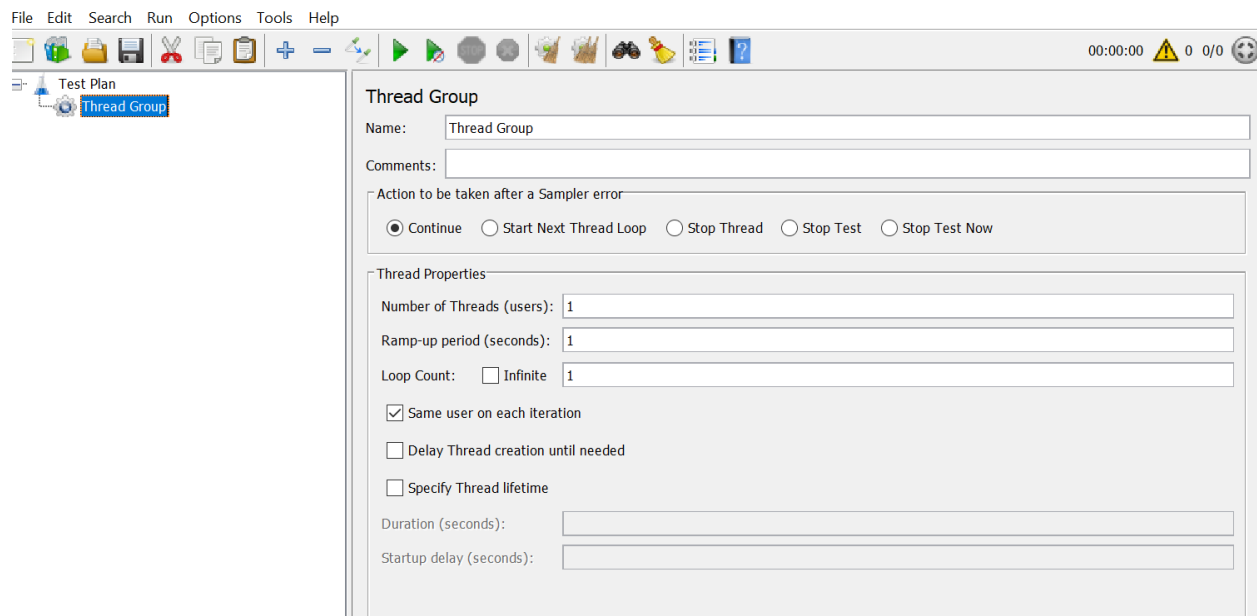 File Edit Search Run Options Tools Help
STOP
?
00:00:00 0 0/0
Test Plan
Thread Group
Thread Group
Name: Thread Group
Comments:
Action to be taken after a Sampler error
Continue Start Next Thread Loop Stop Thread Stop Test Stop Test Now
Thread Properties
Number of Threads (users): 1
Ramp-up period (seconds): 1
Loop Count: Infinite 1
Same user on each iteration
Delay Thread creation until needed
Specify Thread lifetime
Duration (seconds):
Startup delay (seconds):